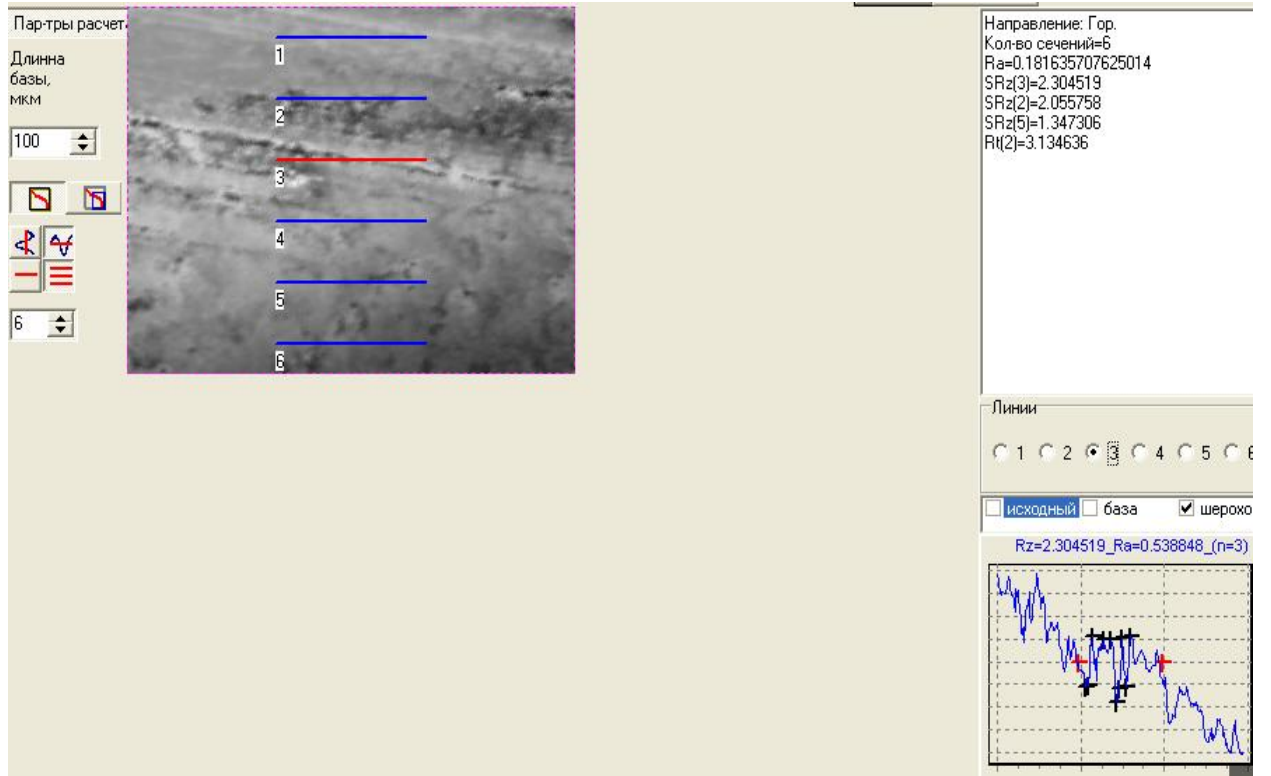 Пар-тры расчет
Длинна
базы,
мкм
100
6
1
2
3
4
5
6
Направление: Гор.
Кол-во сечений=6
Ra=0.181635707625014
SRz(3)=2.304519
SRz(2)=2.055758
SRz(5)=1.347306
Rt(2)=3.134636
Линии
1 2 3 4 5 6
исходный база шерохо
Rz=2.304519_Ra=0.538848_(n=3)